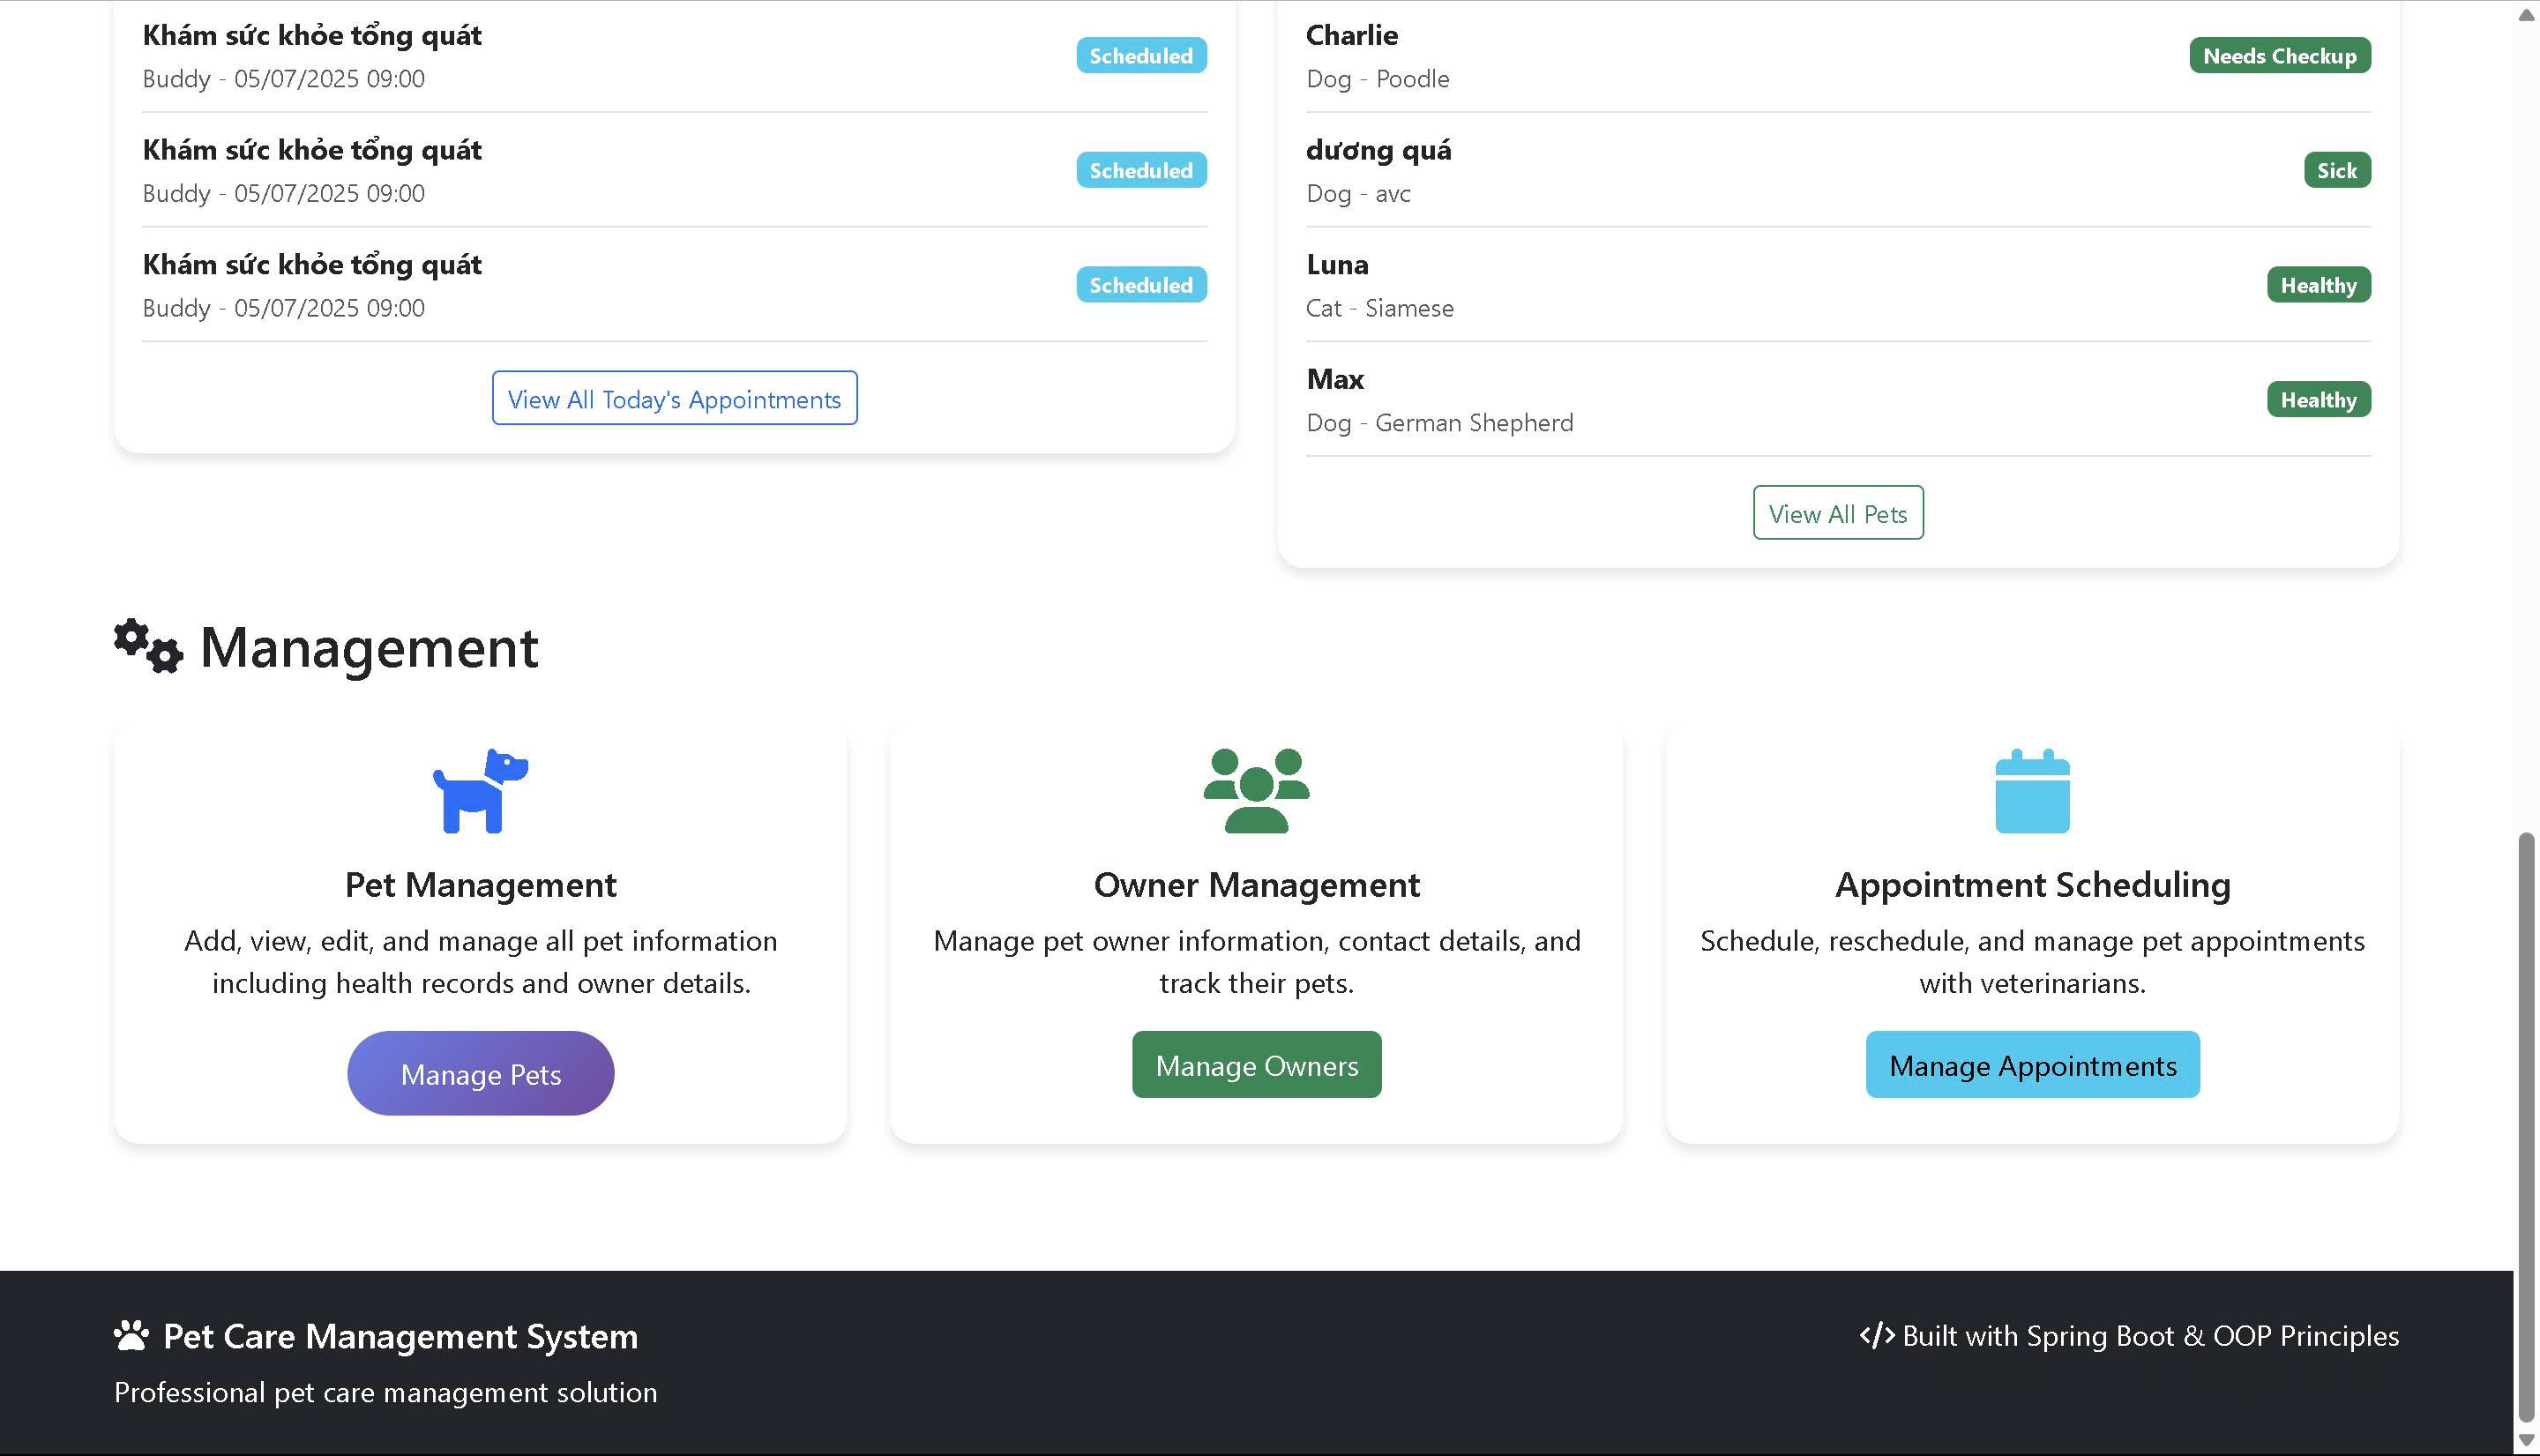 Khám sức khỏe tổng quát
Buddy - 05/07/2025 09:00
Scheduled
Khám sức khỏe tổng quát
Buddy - 05/07/2025 09:00
Scheduled
Khám sức khỏe tổng quát
Buddy - 05/07/2025 09:00
Scheduled
View All Today's Appointments
Charlie
Dog - Poodle
Needs Checkup
dương quá
Dog - avc
Sick
Luna
Cat - Siamese
Healthy
Max
Dog - German Shepherd
Healthy
View All Pets
Management
Pet Management
Add, view, edit, and manage all pet information
including health records and owner details.
Manage Pets
Owner Management
Manage pet owner information, contact details, and
track their pets.
Manage Owners
Appointment Scheduling
Schedule, reschedule, and manage pet appointments
with veterinarians.
Manage Appointments
Pet Care Management System
Professional pet care management solution
Built with Spring Boot & OOP Principles